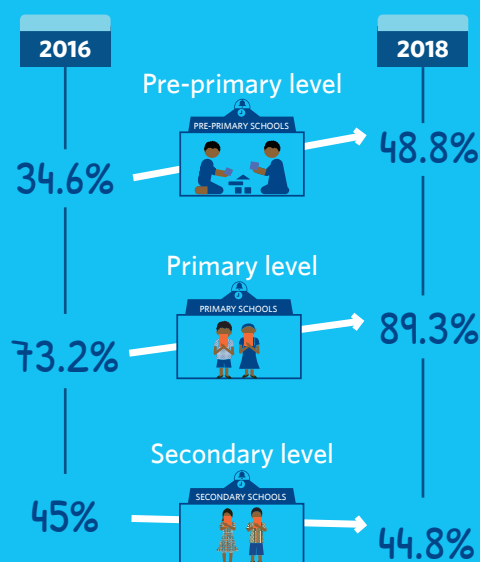 2016
2018
Pre-primary level
PRE-PRIMARY SCHOOLS
34.6%
48.8%
Primary level
PRIMARY SCHOOLS
73.2%
89.3%
Secondary level
SECONDARY SCHOOLS
45%
44.8%